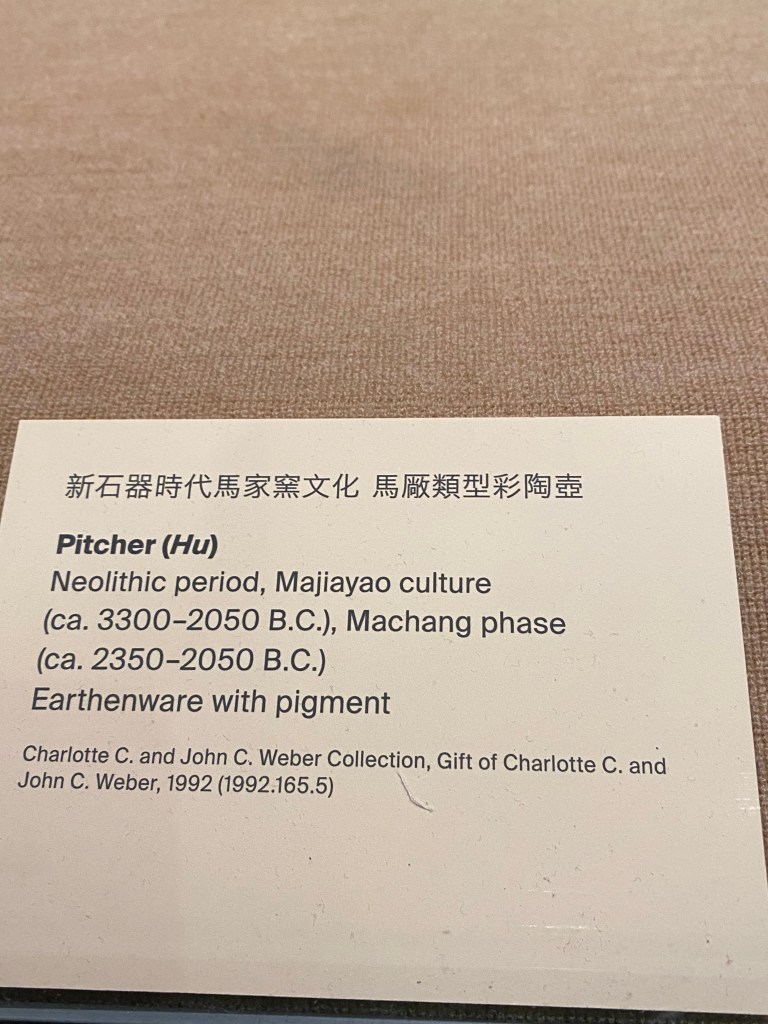 新石器時代馬家窯文化 馬廠類型彩陶壺
Pitcher (Hu)
Neolithic period, Majiayao culture
(ca. 3300–2050 B.C.), Machang phase
(ca. 2350–2050 B.C.)
Earthenware with pigment
Charlotte C. and John C. Weber Collection, Gift of Charlotte C. and
John C. Weber, 1992 (1992.165.5)